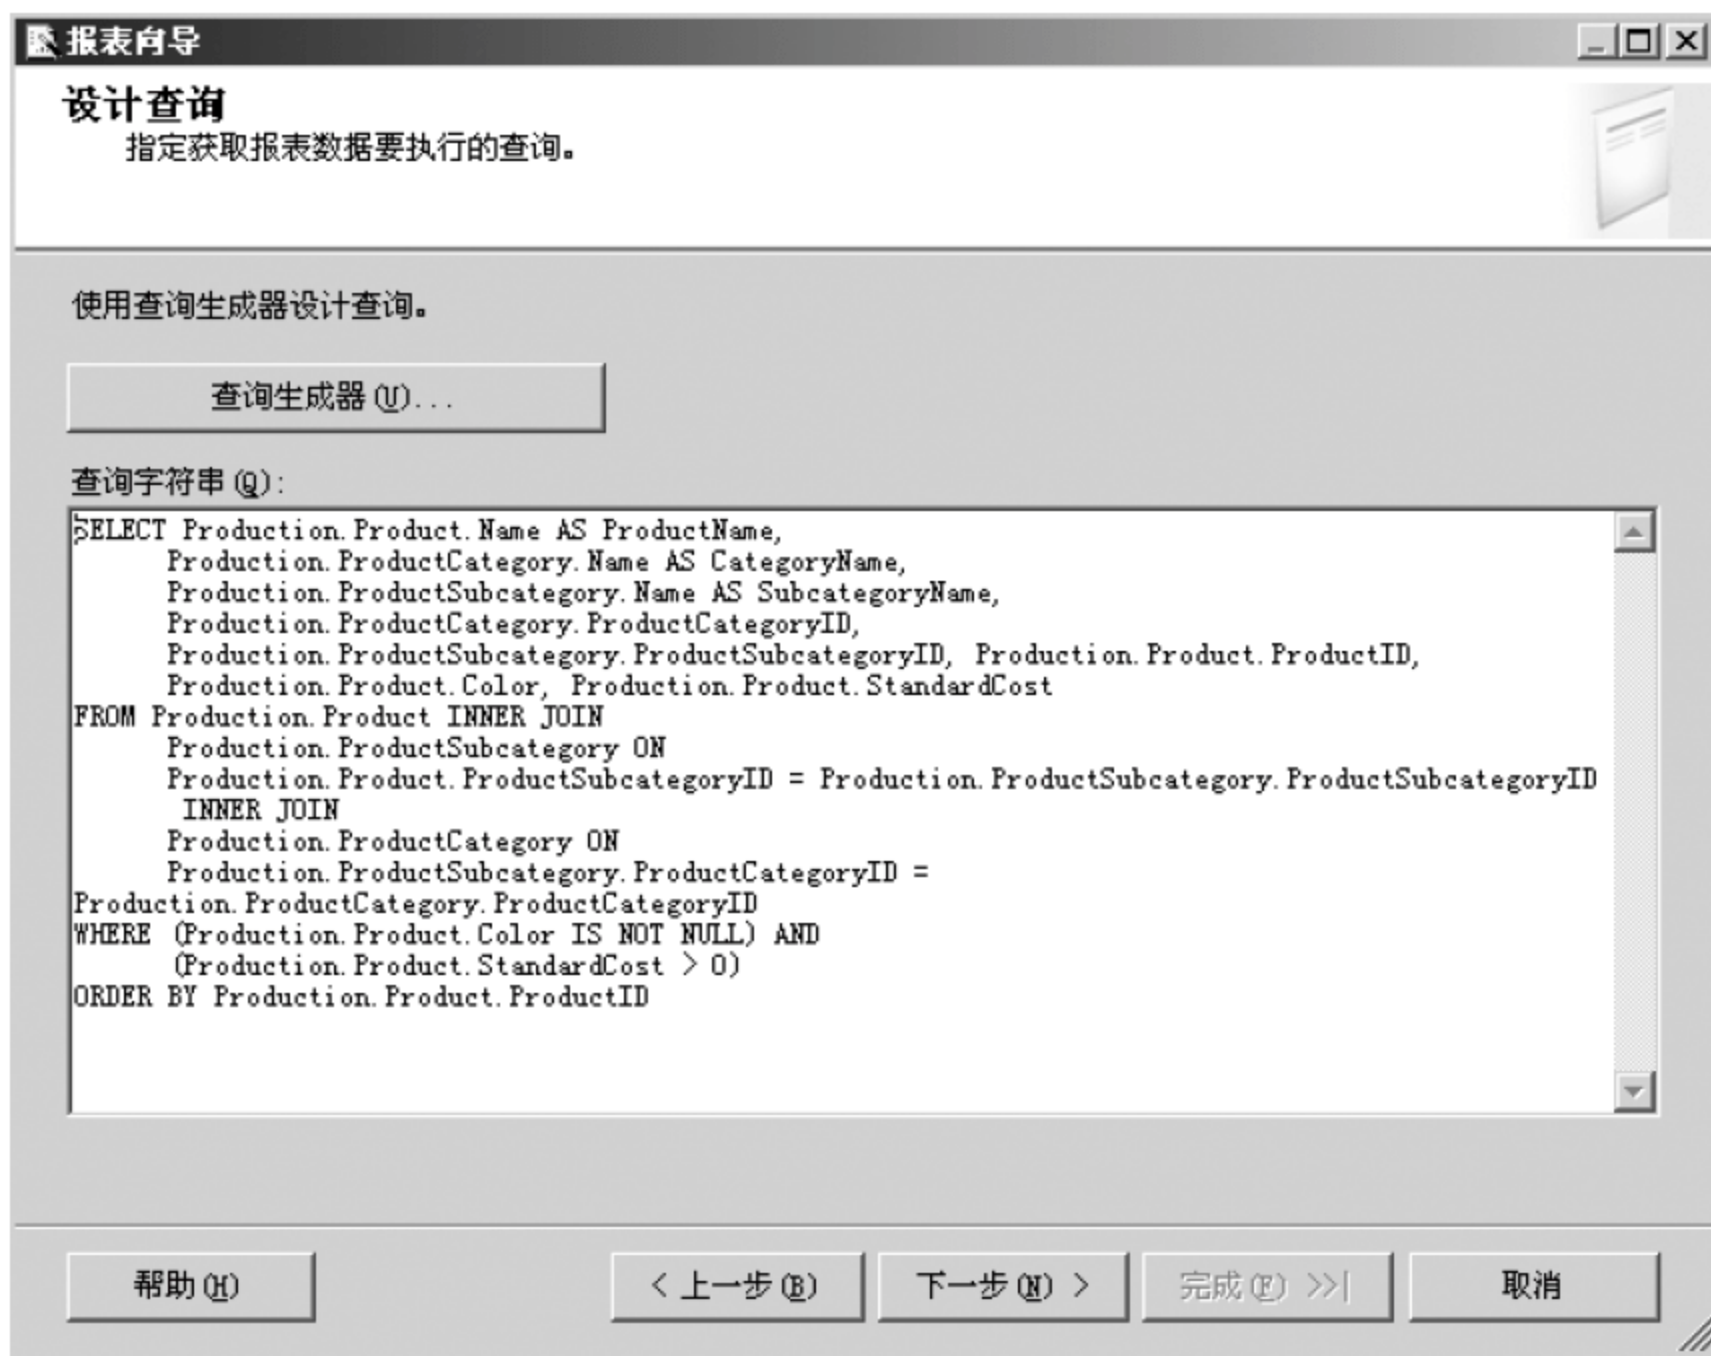 报表向导
设计查询
指定获取报表数据要执行的查询。
使用查询生成器设计查询。
查询生成器(U)...
查询字符串(Q):
SELECT Production.Product.Name AS ProductName,
Production.ProductCategory.Name AS CategoryName,
Production.ProductSubcategory.Name AS SubcategoryName,
Production.ProductCategory.ProductCategoryID,
Production.ProductSubcategory.ProductSubcategoryID, Production.Product.ProductID,
Production.Product.Color, Production.Product.StandardCost
FROM Production.Product INNER JOIN
Production.ProductSubcategory ON
Production.Product.ProductSubcategoryID = Production.ProductSubcategory.ProductSubcategoryID
INNER JOIN
Production.ProductCategory ON
Production.ProductSubcategory.ProductCategoryID =
Production.ProductCategory.ProductCategoryID
WHERE (Production.Product.Color IS NOT NULL) AND
(Production.Product.StandardCost > 0)
ORDER BY Production.Product.ProductID
帮助(H)
< 上一步(B)
下一步(N) >
完成(F) >>|
取消